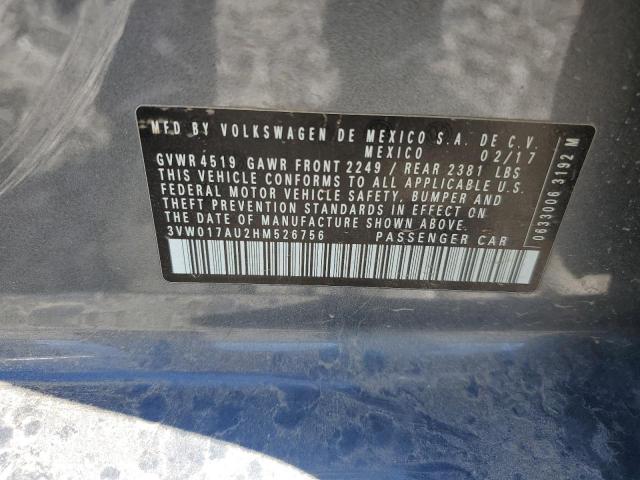 MFD BY VOLKSWAGEN DE MEXICO S.A. DE C.V.
MEXICO 02/17
GVWR 4519 GAWR FRONT 2249 / REAR 2381 LBS
THIS VEHICLE CONFORMS TO ALL APPLICABLE U.S.
FEDERAL MOTOR VEHICLE SAFETY, BUMPER AND
THEFT PREVENTION STANDARDS IN EFFECT ON
THE DATE OF MANUFACTURE SHOWN ABOVE.
3VW017AU2HM526756 PASSENGER CAR
0633006 3192 M